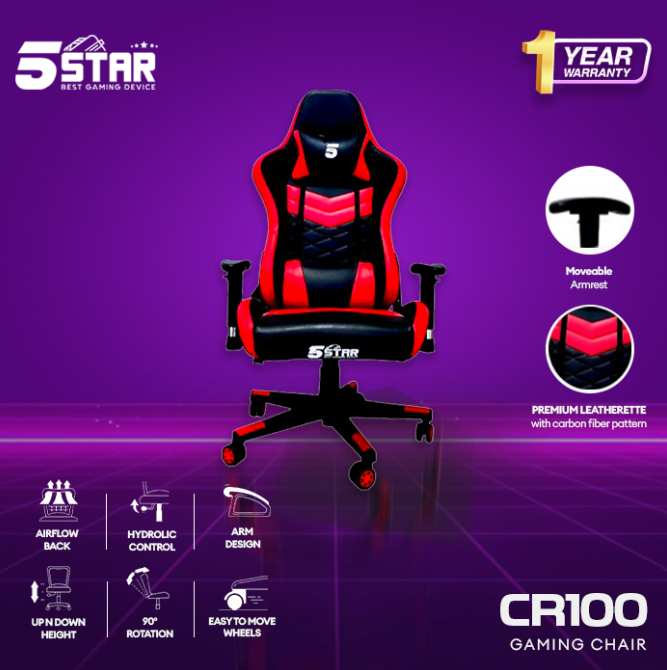 5STAR
BEST GAMING DEVICE
1 YEAR
WARRANTY
5
5STAR
Moveable
Armrest
PREMIUM LEATHERETTE
with carbon fiber pattern
AIRFLOW
BACK
HYDROLIC
CONTROL
ARM
DESIGN
UP N DOWN
HEIGHT
90°
ROTATION
EASY TO MOVE
WHEELS
CR100
GAMING CHAIR